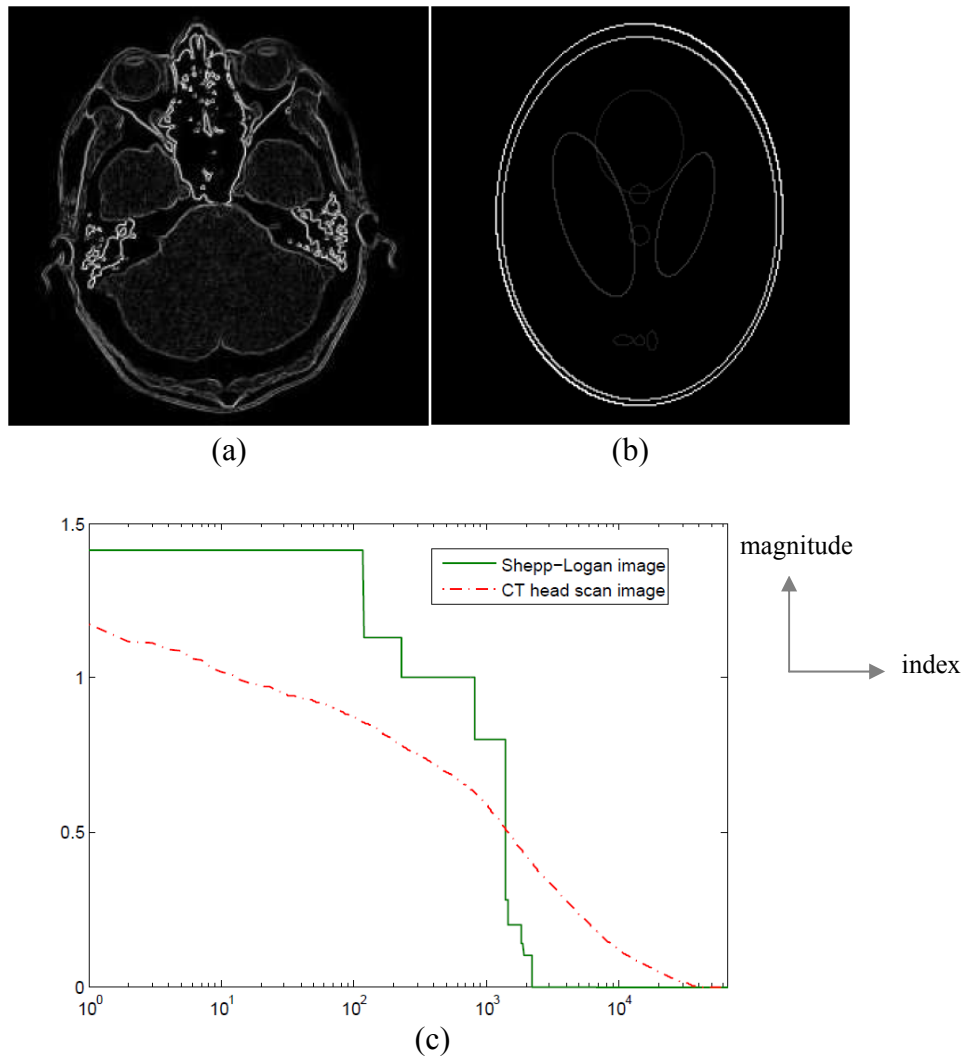 (a)
(b)
1.5
1
0.5
0
10^0
10^1
10^2
10^3
10^4
Shepp-Logan image
CT head scan image
magnitude
index
(c)